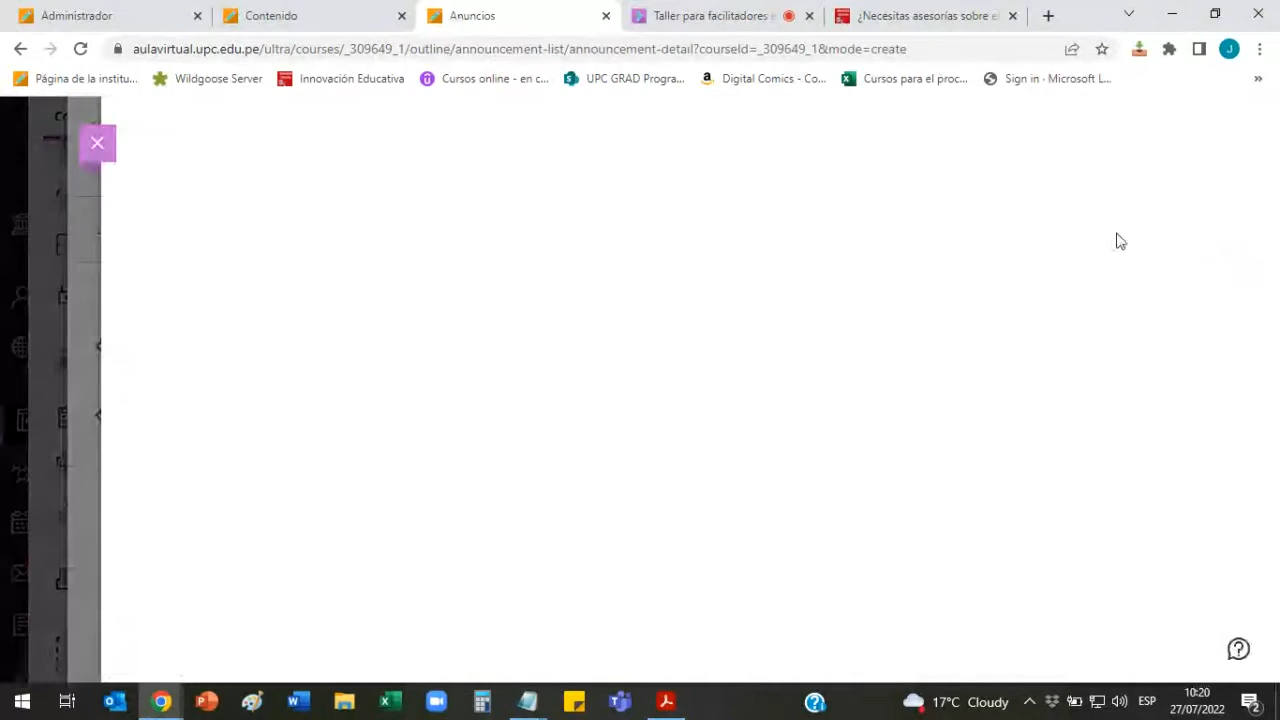 Administrador
Contenido
Anuncios
Taller para facilitadores e
¿Necesitas asesorías sobre el
aulavirtual.upc.edu.pe/ultra/courses/_309649_1/outline/announcement-list/announcement-detail?courseId=_309649_1&mode=create
J
Página de la institu...
Wildgoose Server
Innovación Educativa
Cursos online - en c...
UPC GRAD Progra...
Digital Comics - Co...
Cursos para el proc...
Sign in · Microsoft L...
»
17°C Cloudy
ESP
10:20
27/07/2022
2